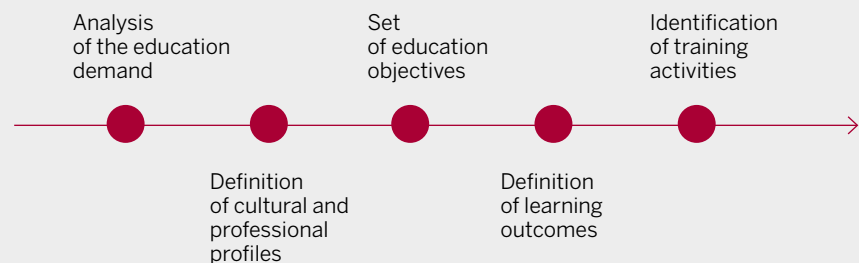 Analysis
of the education
demand
Definition
of cultural and
professional
profiles
Set
of education
objectives
Definition
of learning
outcomes
Identification
of training
activities